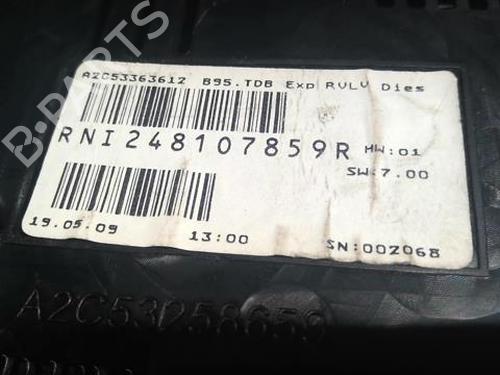 A2C53363612 B95.TDB Exp RVLV Dies
RNI248107859R HW:01
SW:7.00
19.05.09 13:00 SN:002068
A2C53258659
B-PARTS